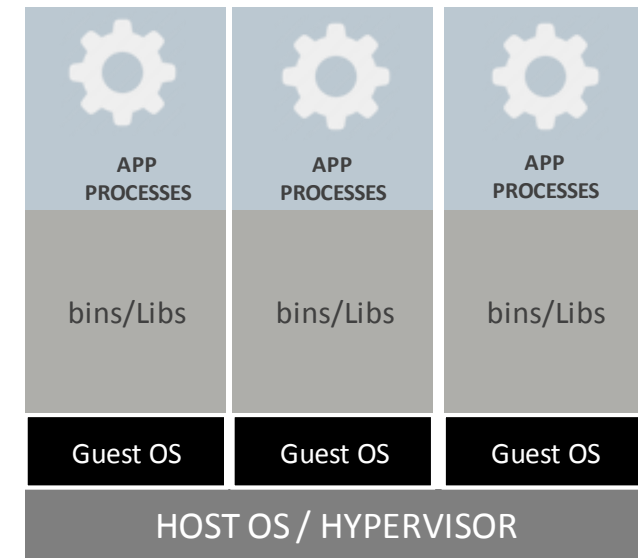 APP
PROCESSES
APP
PROCESSES
APP
PROCESSES
bins/Libs
bins/Libs
bins/Libs
Guest OS
Guest OS
Guest OS
HOST OS / HYPERVISOR